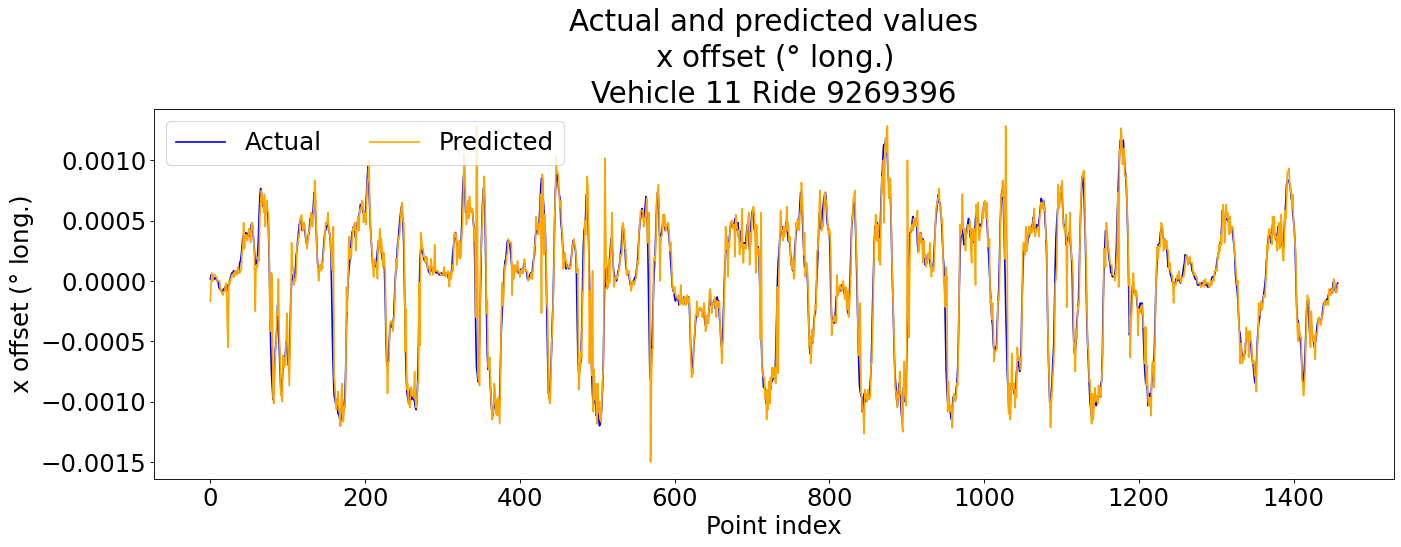 Actual and predicted values
x offset (° long.)
Vehicle 11 Ride 9269396
Actual Predicted
0.0010
0.0005
0.0000
−0.0005
−0.0010
−0.0015
x offset (° long.)
0 200 400 600 800 1000 1200 1400
Point index